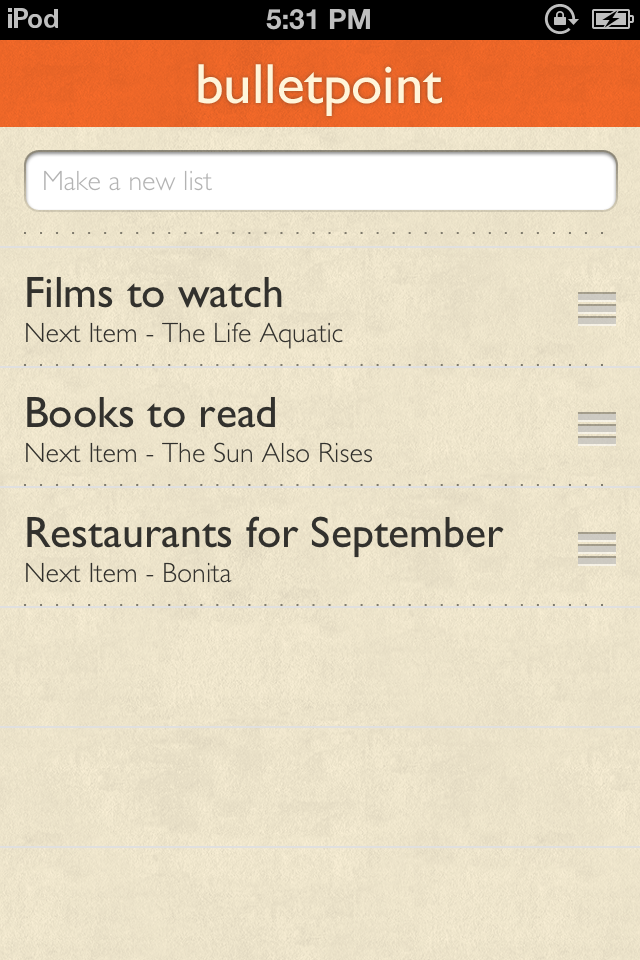 iPod
5:31 PM
bulletpoint
Make a new list
Films to watch
Next Item - The Life Aquatic
Books to read
Next Item - The Sun Also Rises
Restaurants for September
Next Item - Bonita